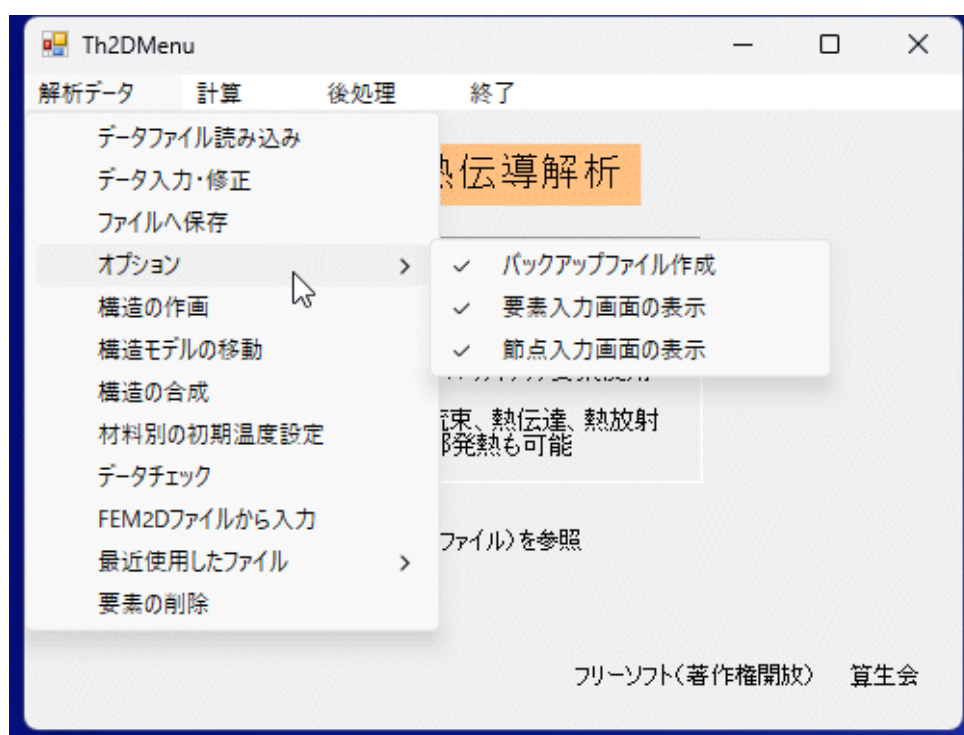 Th2DMenu
解析データ 計算 後処理 終了
データファイル読み込み
データ入力・修正
ファイルへ保存
オプション
構造の作画
構造モデルの移動
構造の合成
材料別の初期温度設定
データチェック
FEM2Dファイルから入力
最近使用したファイル
要素の削除
バックアップファイル作成
要素入力画面の表示
節点入力画面の表示
伝導解析
束、熱伝達、熱放射
発熱も可能
ファイル）を参照
フリーソフト（著作権開放） 算生会